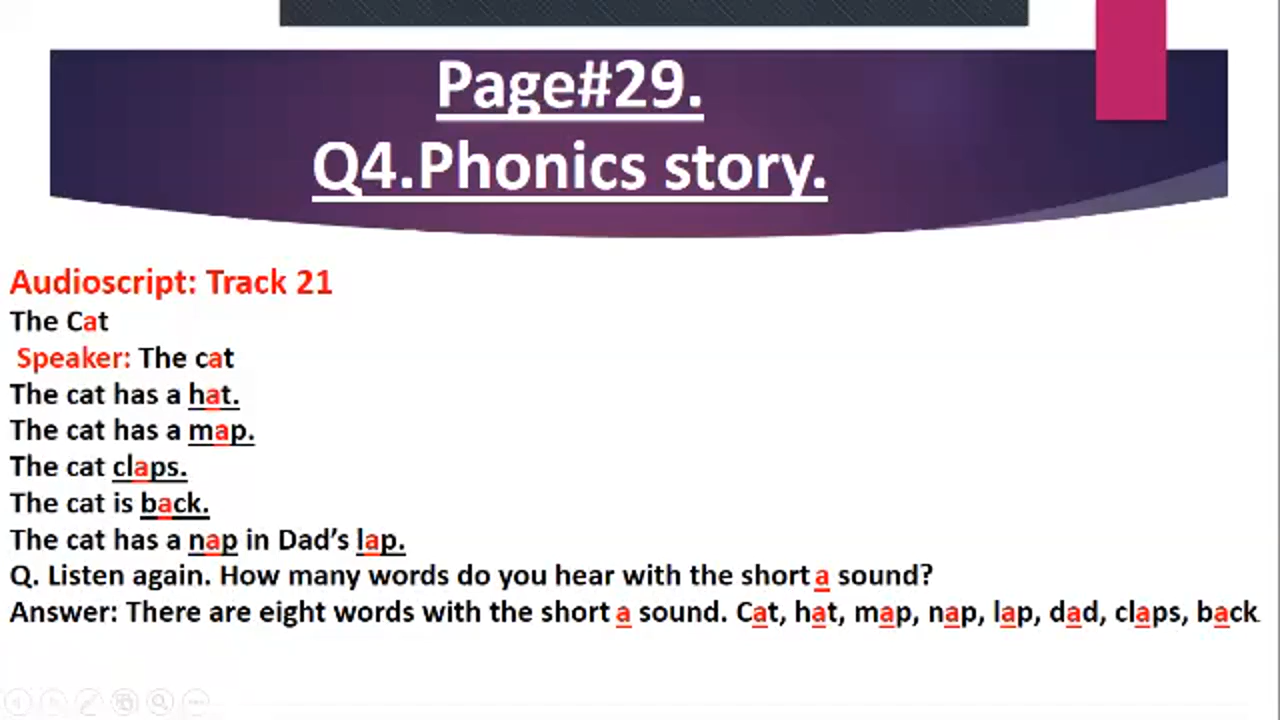 Page#29.
Q4.Phonics story.
Audioscript: Track 21
The Cat
Speaker: The cat
The cat has a hat.
The cat has a map.
The cat claps.
The cat is back.
The cat has a nap in Dad’s lap.
Q. Listen again. How many words do you hear with the short a sound?
Answer: There are eight words with the short a sound. Cat, hat, map, nap, lap, dad, claps, back